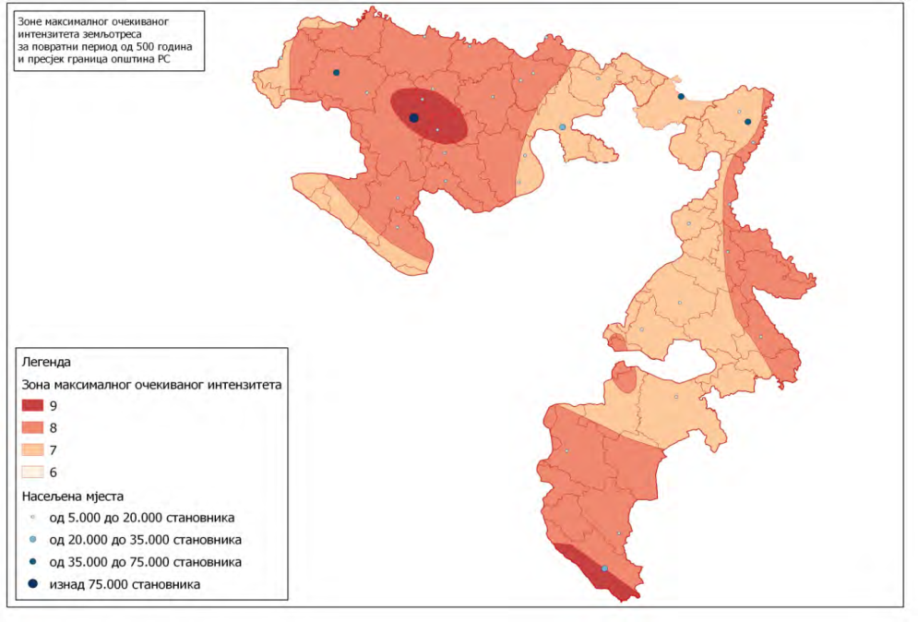 Зоне максималног очекиваног
интензитета земљотреса
за повратни период од 500 година
и пресјек граница општина РС
Легенда
Зона максималног очекиваног интензитета
9
8
7
6
Насељена мјеста
од 5.000 до 20.000 становника
од 20.000 до 35.000 становника
од 35.000 до 75.000 становника
изнад 75.000 становника